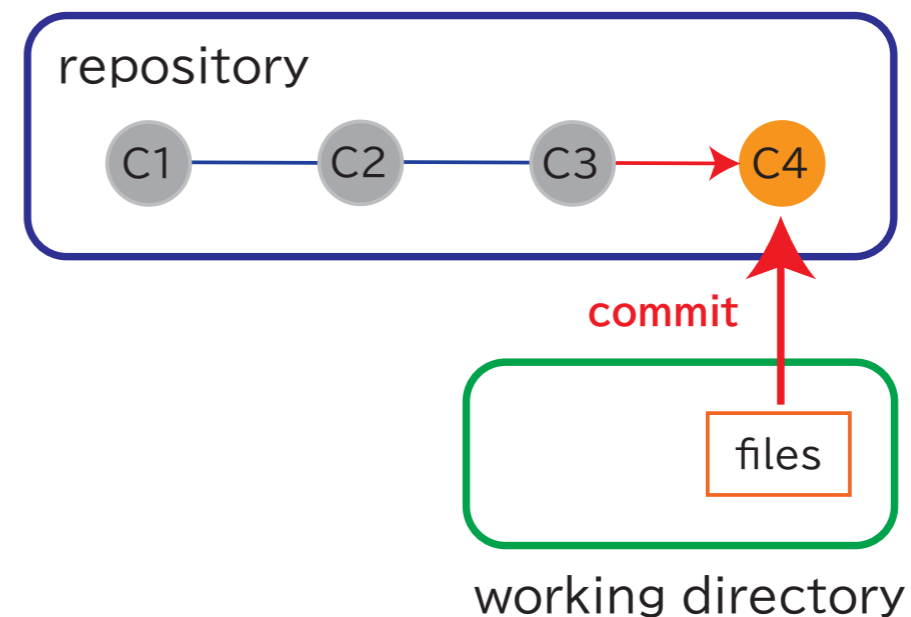 repository
C1 C2 C3 C4
commit
files
working directory